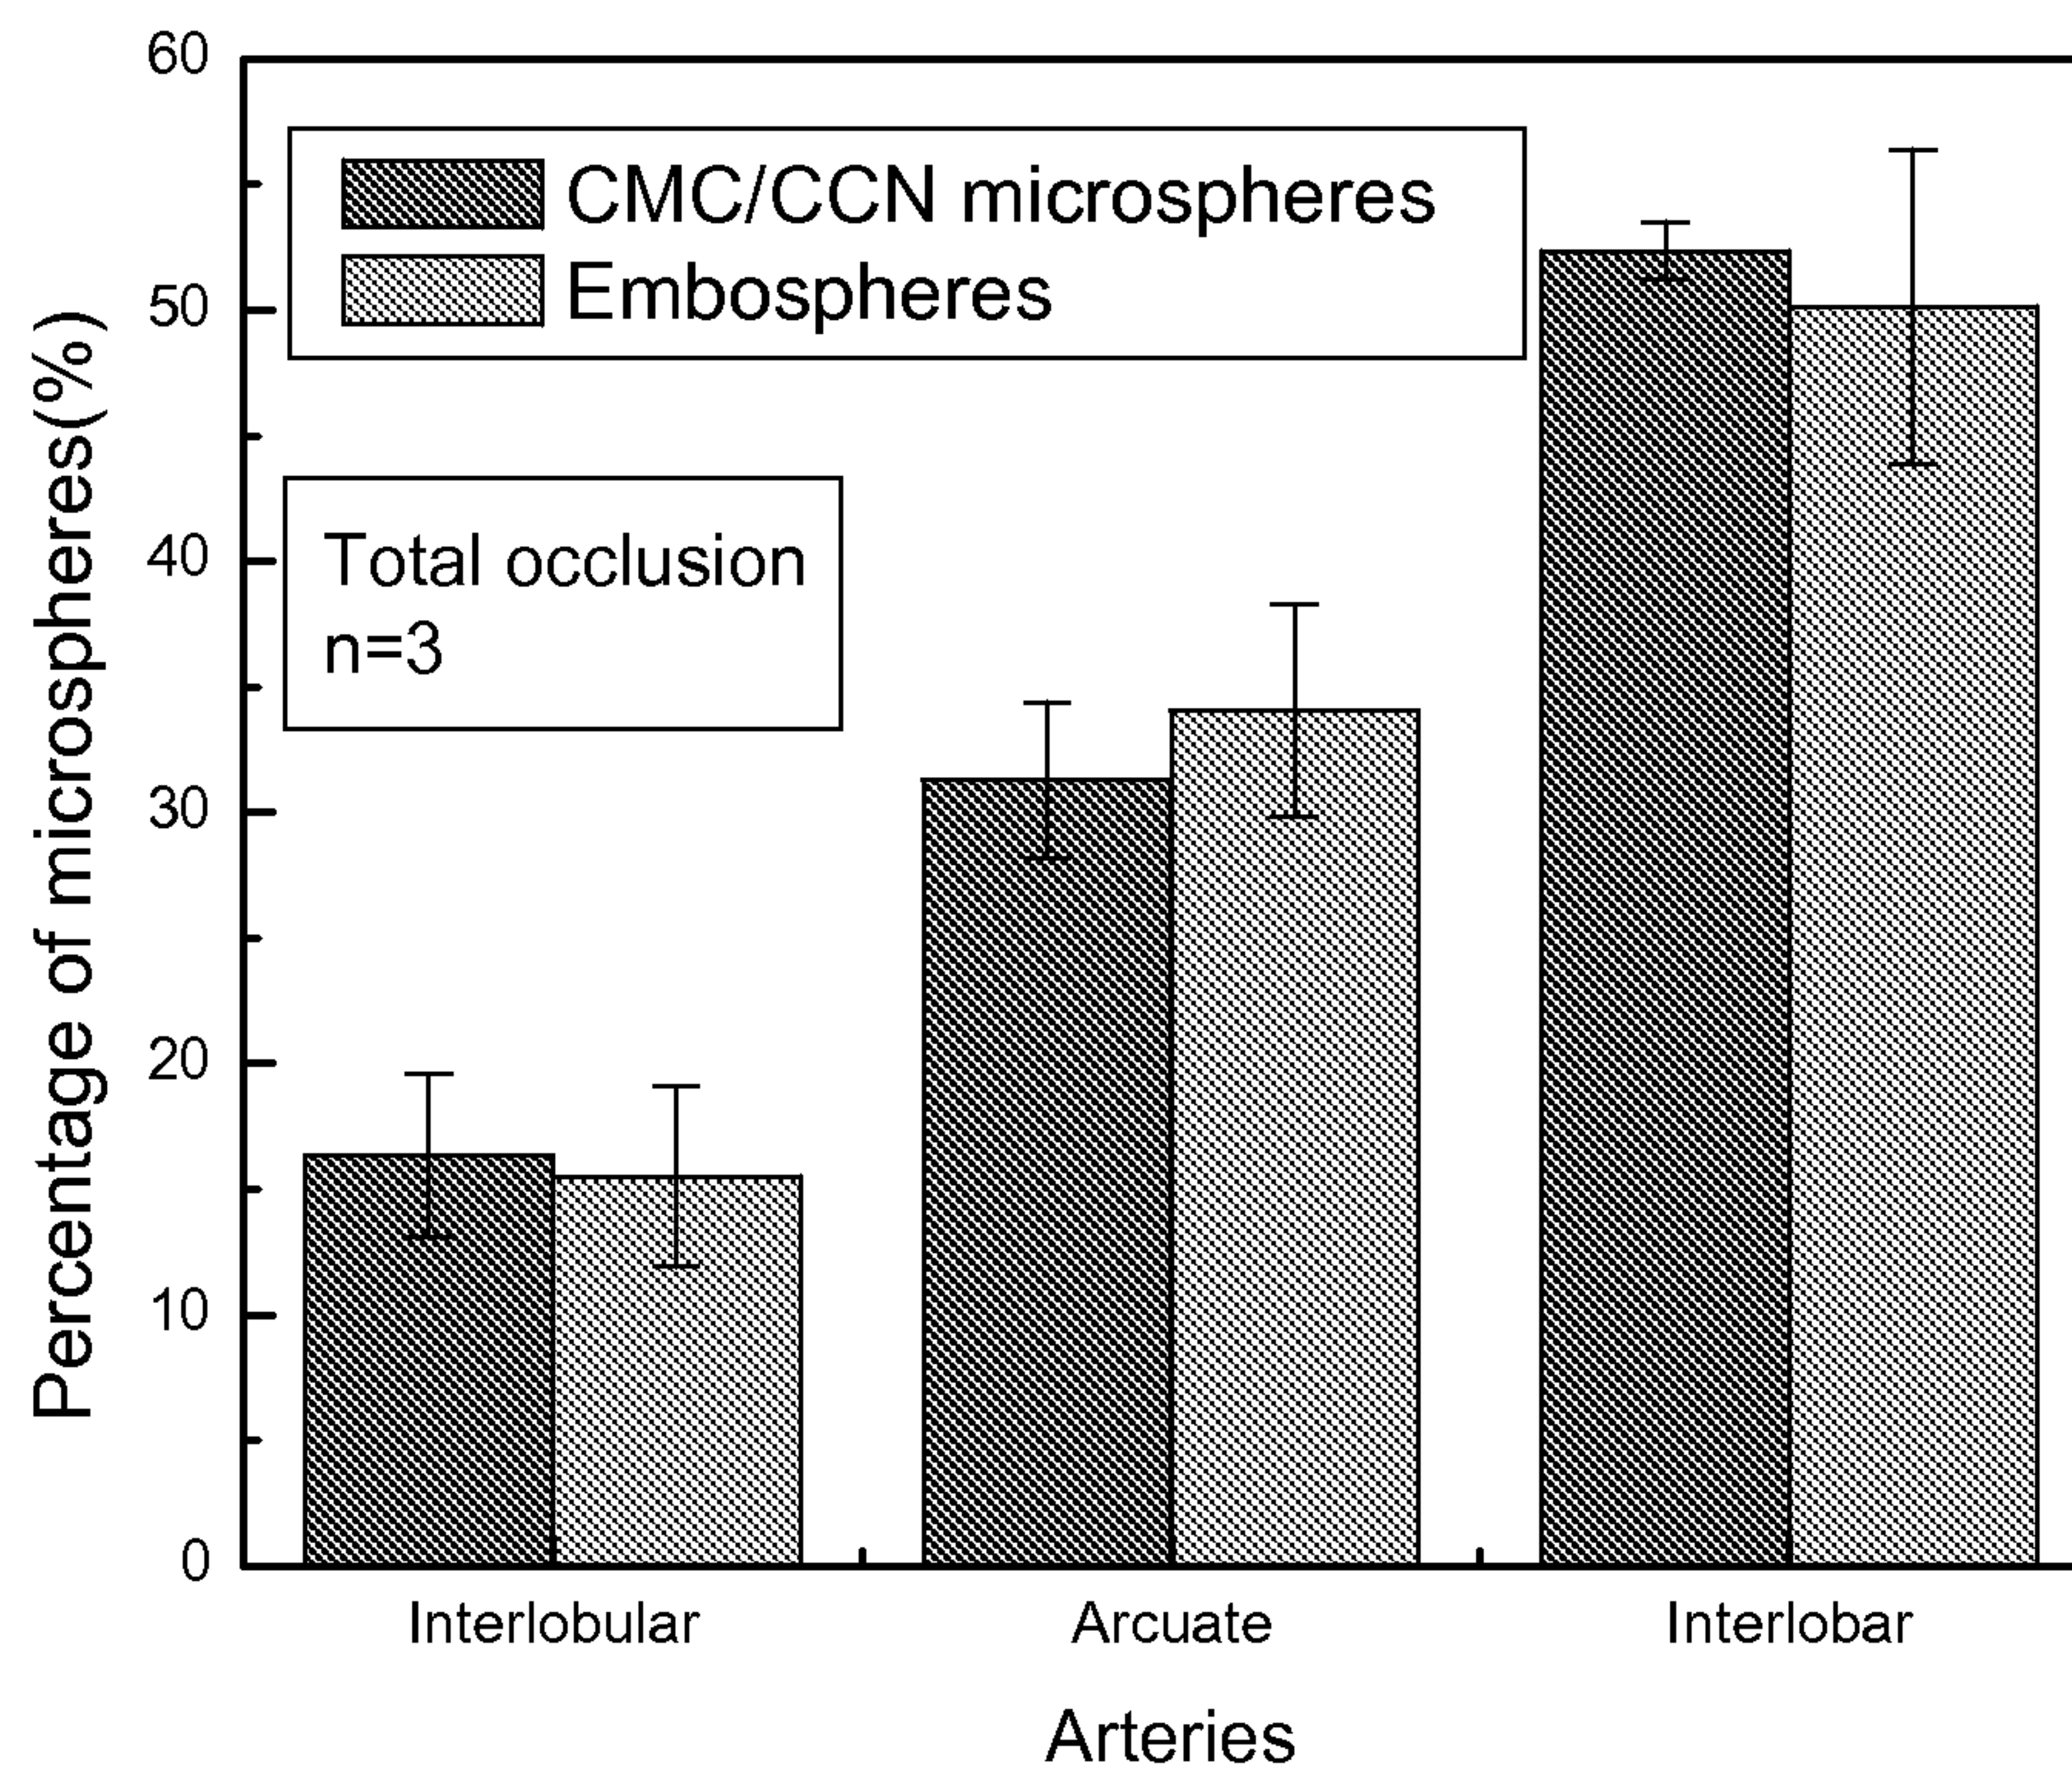 Percentage of microspheres(%)
60
50
40
30
20
10
0
CMC/CCN microspheres
Embospheres
Total occlusion
n=3
Interlobular
Arcuate
Interlobar
Arteries